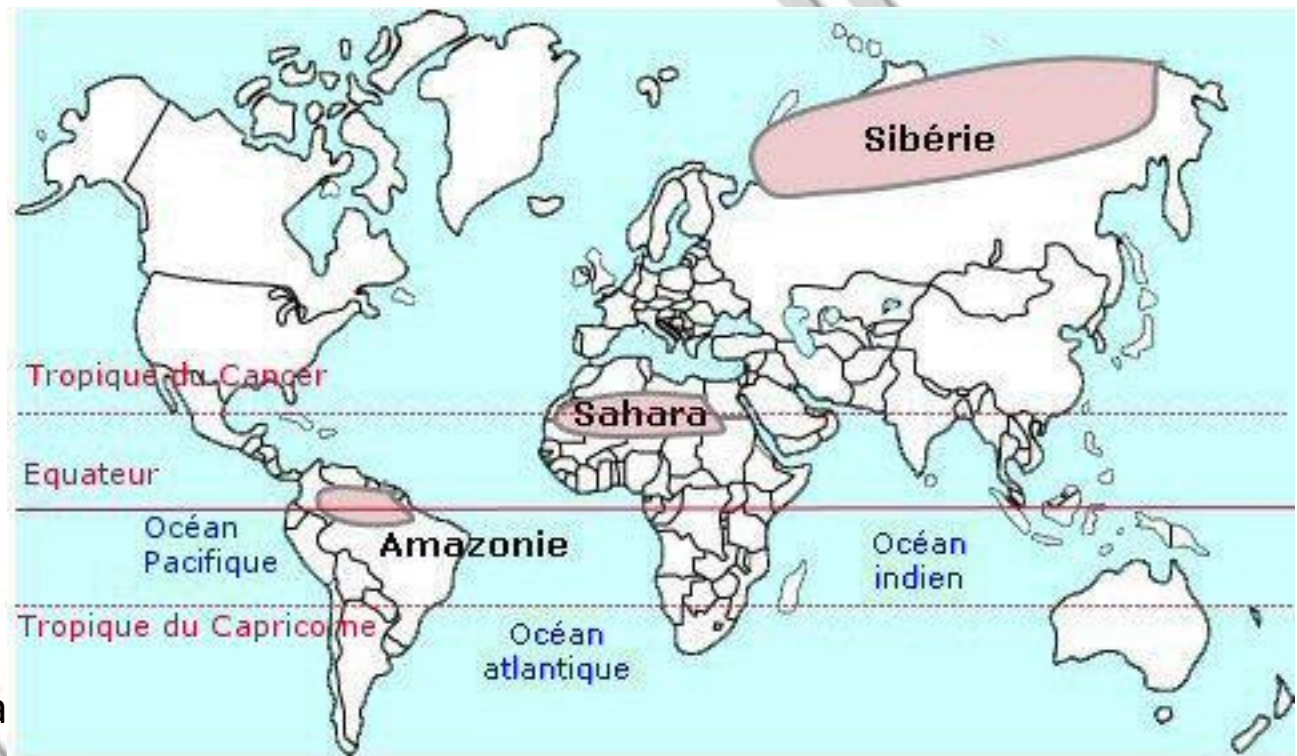 Sibérie
Tropique du Cancer
Sahara
Equateur
Océan
Pacifique
Amazonie
Océan
indien
Tropique du Capricorne
Océan
atlantique
a